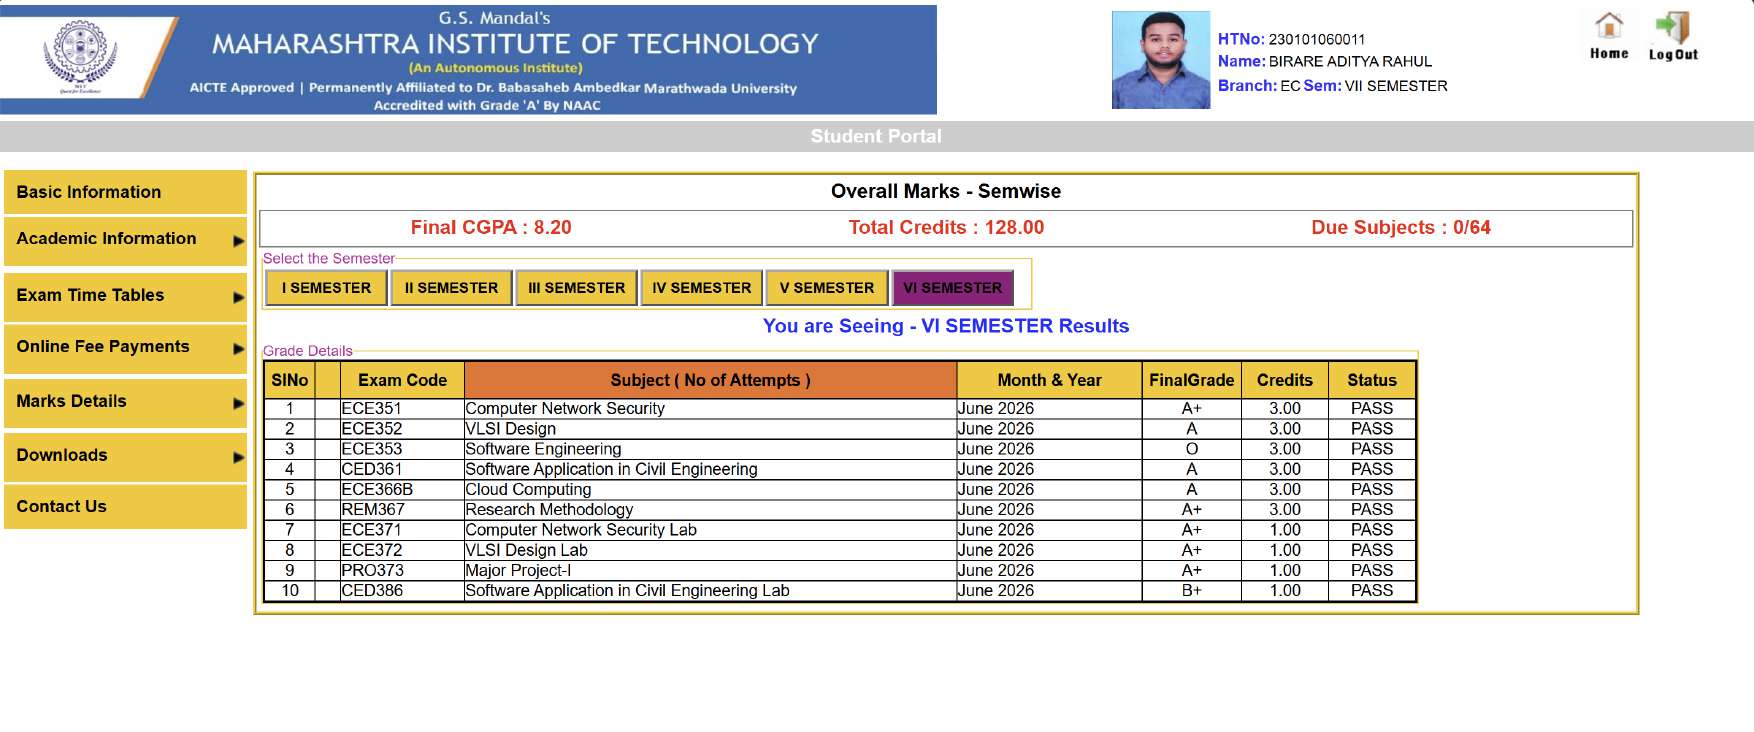 G.S. Mandal's
MAHARASHTRA INSTITUTE OF TECHNOLOGY
(An Autonomous Institute)
AICTE Approved | Permanently Affiliated to Dr. Babasaheb Ambedkar Marathwada University
Accredited with Grade 'A' By NAAC
HTNo: 230101060011
Name: BIRARE ADITYA RAHUL
Branch: EC Sem: VII SEMESTER
Home
LogOut
Student Portal
Basic Information
Academic Information
Exam Time Tables
Online Fee Payments
Marks Details
Downloads
Contact Us
Overall Marks - Semwise
Final CGPA : 8.20 Total Credits : 128.00 Due Subjects : 0/64
Select the Semester
I SEMESTER II SEMESTER III SEMESTER IV SEMESTER V SEMESTER VI SEMESTER
You are Seeing - VI SEMESTER Results
Grade Details
SlNo Exam Code Subject ( No of Attempts ) Month & Year FinalGrade Credits Status
1 ECE351 Computer Network Security June 2026 A+ 3.00 PASS
2 ECE352 VLSI Design June 2026 A 3.00 PASS
3 ECE353 Software Engineering June 2026 O 3.00 PASS
4 CED361 Software Application in Civil Engineering June 2026 A 3.00 PASS
5 ECE366B Cloud Computing June 2026 A 3.00 PASS
6 REM367 Research Methodology June 2026 A+ 3.00 PASS
7 ECE371 Computer Network Security Lab June 2026 A+ 1.00 PASS
8 ECE372 VLSI Design Lab June 2026 A+ 1.00 PASS
9 PRO373 Major Project-I June 2026 A+ 1.00 PASS
10 CED386 Software Application in Civil Engineering Lab June 2026 B+ 1.00 PASS